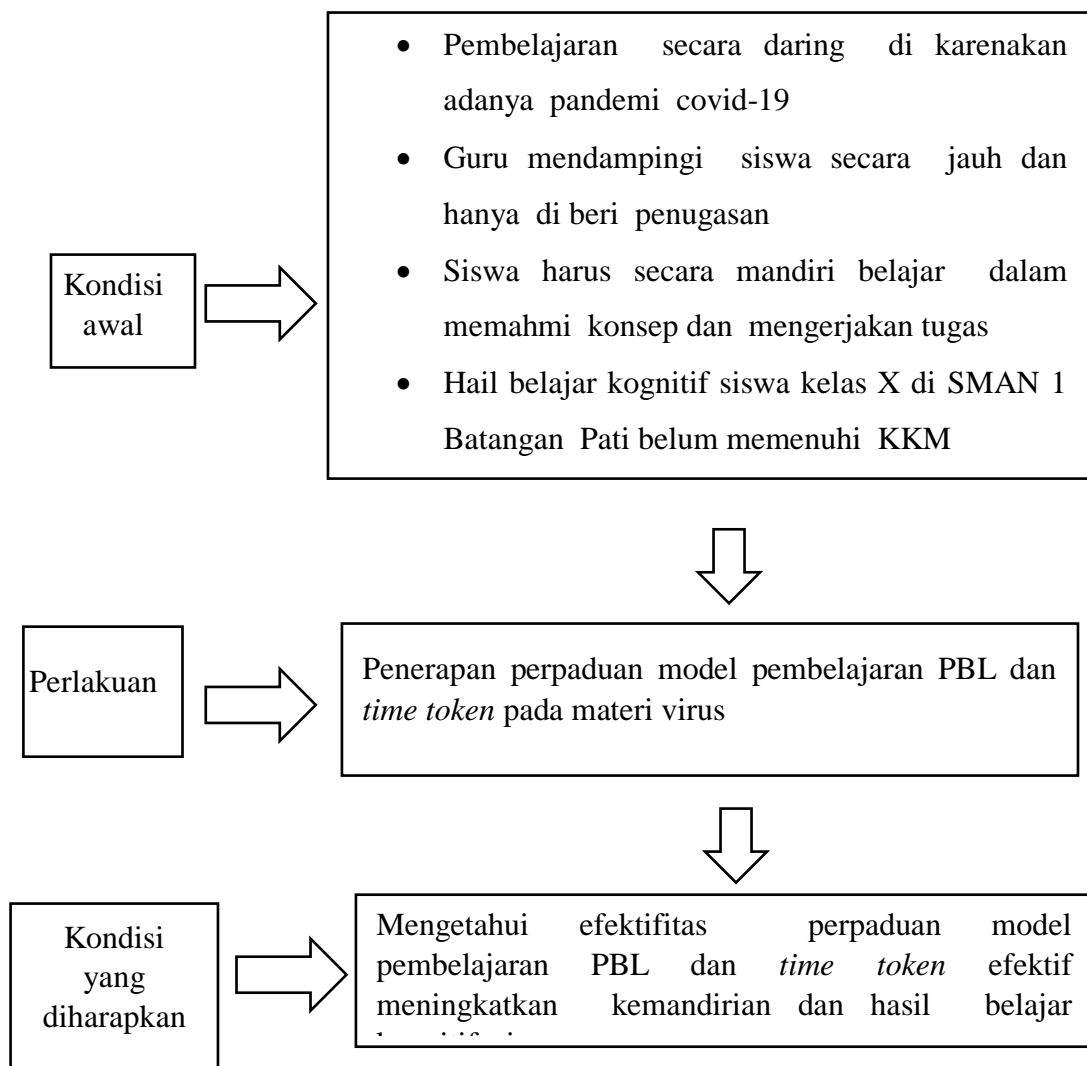 • Pembelajaran secara daring di karenakan
adanya pandemi covid-19
• Guru mendampingi siswa secara jauh dan
hanya di beri penugasan
• Siswa harus secara mandiri belajar dalam
memahmi konsep dan mengerjakan tugas
• Hail belajar kognitif siswa kelas X di SMAN 1
Batangan Pati belum memenuhi KKM
Kondisi
awal
Perlakuan
Penerapan perpaduan model pembelajaran PBL dan
time token pada materi virus
Kondisi
yang
diharapkan
Mengetahui efektifitas perpaduan model
pembelajaran PBL dan time token efektif
meningkatkan kemandirian dan hasil belajar